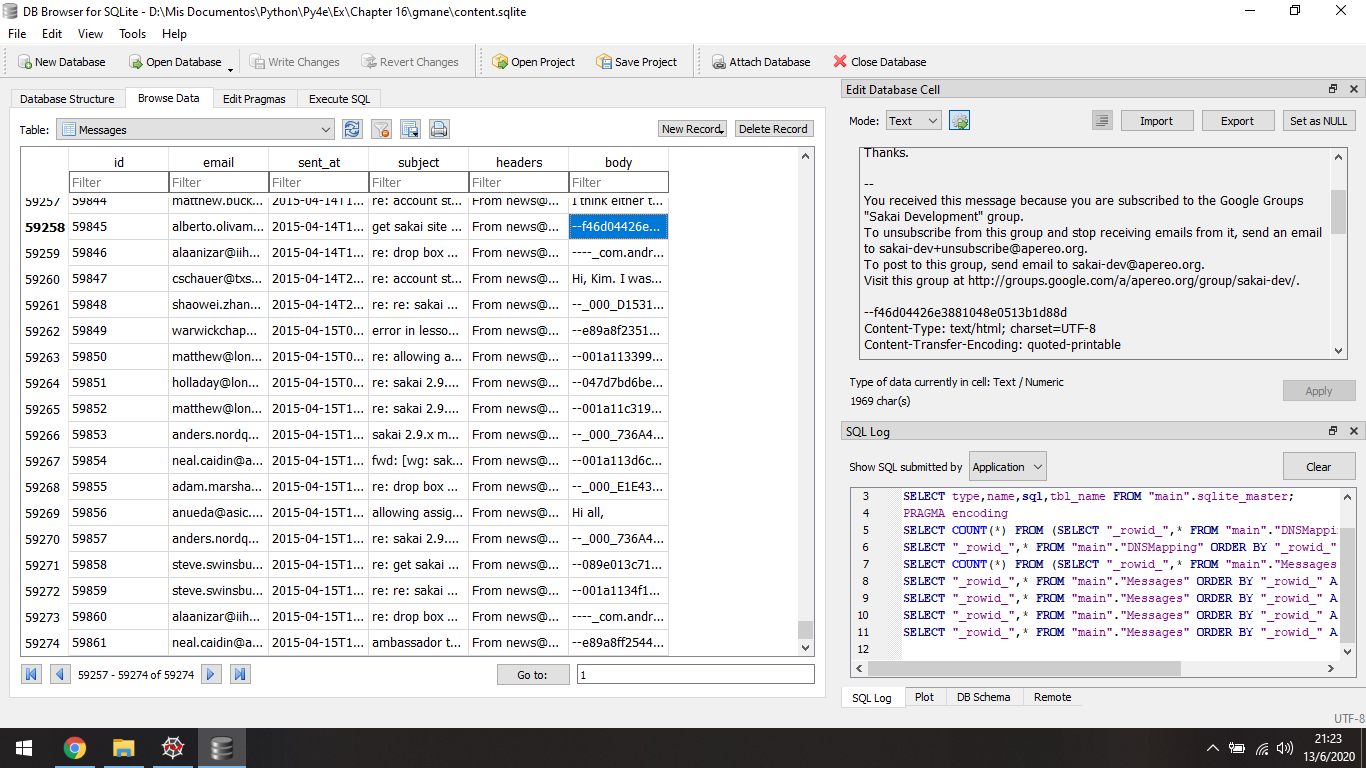 DB Browser for SQLite - D:\Mis Documentos\Python\Py4e\Ex\Chapter 16\gmane\content.sqlite
File Edit View Tools Help
New Database Open Database Write Changes Revert Changes Open Project Save Project Attach Database Close Database
Database Structure Browse Data Edit Pragmas Execute SQL
Table: Messages New Record Delete Record
id email sent_at subject headers body
Filter Filter Filter Filter Filter Filter
59257 59844 matthew.buck... 2015-04-14T1... re: account st... From news@... I think either t...
59258 59845 alberto.olivam... 2015-04-14T1... get sakai site ... From news@... --f46d04426e...
59259 59846 alaanizar@iih... 2015-04-14T1... re: drop box ... From news@... ----_com.andr...
59260 59847 cschauer@txs... 2015-04-14T2... re: account st... From news@... Hi, Kim. I was...
59261 59848 shaowei.zhan... 2015-04-14T2... re: re: sakai ... From news@... --_000_D1531...
59262 59849 warwickchap... 2015-04-15T0... error in lesso... From news@... --e89a8f2351...
59263 59850 matthew@lon... 2015-04-15T0... re: allowing a... From news@... --001a113399...
59264 59851 holladay@lon... 2015-04-15T0... re: sakai 2.9.... From news@... --047d7bd6be...
59265 59852 matthew@lon... 2015-04-15T1... re: sakai 2.9.... From news@... --001a11c319...
59266 59853 anders.nordq... 2015-04-15T1... sakai 2.9.x m... From news@... --_000_736A4...
59267 59854 neal.caidin@a... 2015-04-15T1... fwd: [wg: sak... From news@... --001a113d6c...
59268 59855 adam.marsha... 2015-04-15T1... re: drop box ... From news@... --_000_E1E43...
59269 59856 anueda@asic.... 2015-04-15T1... allowing assig... From news@... Hi all,
59270 59857 anders.nordq... 2015-04-15T1... re: sakai 2.9.... From news@... --_000_736A4...
59271 59858 steve.swinsbu... 2015-04-15T1... re: get sakai ... From news@... --089e013c71...
59272 59859 steve.swinsbu... 2015-04-15T1... re: re: sakai ... From news@... --001a1134f1...
59273 59860 alaanizar@iih... 2015-04-15T1... re: drop box ... From news@... ----_com.andr...
59274 59861 neal.caidin@a... 2015-04-15T1... ambassador t... From news@... --e89a8ff2544...
59257 - 59274 of 59274 Go to: 1
Edit Database Cell
Mode: Text Import Export Set as NULL
Thanks.
--
You received this message because you are subscribed to the Google Groups
"Sakai Development" group.
To unsubscribe from this group and stop receiving emails from it, send an email
to sakai-dev+unsubscribe@apereo.org.
To post to this group, send email to sakai-dev@apereo.org.
Visit this group at http://groups.google.com/a/apereo.org/group/sakai-dev/.
--f46d04426e3881048e0513b1d88d
Content-Type: text/html; charset=UTF-8
Content-Transfer-Encoding: quoted-printable
Type of data currently in cell: Text / Numeric
1969 char(s)
Apply
SQL Log
Show SQL submitted by Application Clear
3 SELECT type,name,sql,tbl_name FROM "main".sqlite_master;
4 PRAGMA encoding
5 SELECT COUNT(*) FROM (SELECT "_rowid_",* FROM "main"."DNSMappi
6 SELECT "_rowid_",* FROM "main"."DNSMapping" ORDER BY "_rowid_"
7 SELECT COUNT(*) FROM (SELECT "_rowid_",* FROM "main"."Messages
8 SELECT "_rowid_",* FROM "main"."Messages" ORDER BY "_rowid_" A
9 SELECT "_rowid_",* FROM "main"."Messages" ORDER BY "_rowid_" A
10 SELECT "_rowid_",* FROM "main"."Messages" ORDER BY "_rowid_" A
11 SELECT "_rowid_",* FROM "main"."Messages" ORDER BY "_rowid_" A
12
SQL Log Plot DB Schema Remote
UTF-8
21:23
13/6/2020